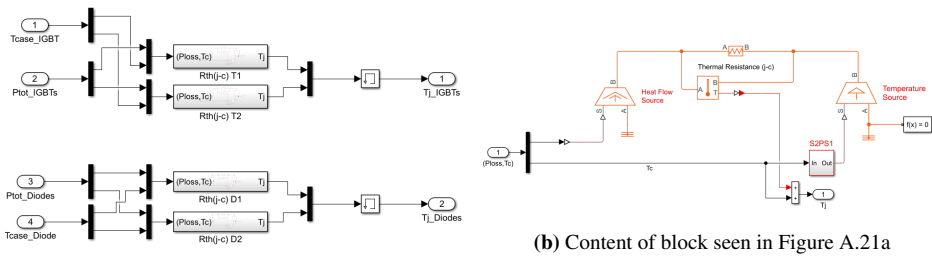 1
Tcase_IGBT
2
Ptot_IGBTs
(Ploss,Tc) Tj
Rth(j-c) T1
(Ploss,Tc) Tj
Rth(j-c) T2
1
Tj_IGBTs
3
Ptot_Diodes
4
Tcase_Diode
(Ploss,Tc) Tj
Rth(j-c) D1
(Ploss,Tc) Tj
Rth(j-c) D2
2
Tj_Diodes
A B
Thermal Resistance (j-c)
A B
T
B
S A
Heat Flow
Source
B
S A
Temperature
Source
f(x) = 0
1
(Ploss,Tc)
Tc
S2PS1
In Out
+
+
1
Tj
(b) Content of block seen in Figure A.21a